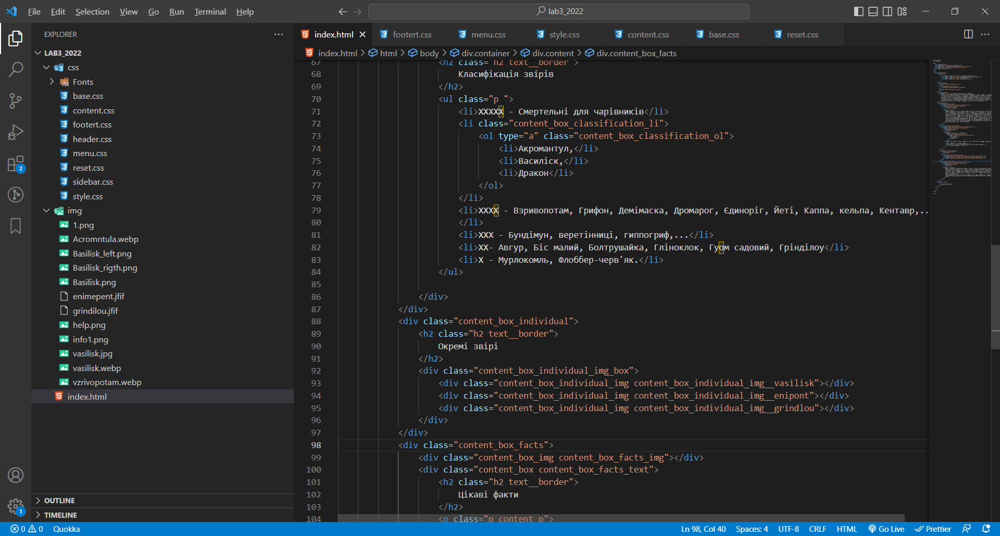 File Edit Selection View Go Run Terminal Help
lab3_2022
EXPLORER
index.html footert.css menu.css style.css content.css base.css reset.css
LAB3_2022
index.html > html > body > div.container > div.content > div.content_box_facts
css
Fonts
base.css
content.css
footert.css
header.css
menu.css
reset.css
sidebar.css
style.css
img
1.png
Acromntula.webp
Basilisk_left.png
Basilisk_rigth.png
Basilisk.png
enimepent.jfif
grindilou.jfif
help.png
info1.png
vasilisk.jpg
vasilisk.webp
vzrivopotam.webp
index.html
OUTLINE
TIMELINE
67 <h2 class="h2 text__border">
68 Класифікація звірів
69 </h2>
70 <ul class="p ">
71 <li>XXXXХ - Смертельні для чарівників</li>
72 <li class="content_box_classification_li">
73 <ol type="a" class="content_box_classification_ol">
74 <li>Акромантул,</li>
75 <li>Василіск,</li>
76 <li>Дракон</li>
77 </ol>
78 </li>
79 <li>XXXХ - Взривопотам, Грифон, Демімаска, Дромарог, Єдиноріг, Йеті, Каппа, кельпа, Кентавр,..
80 </li>
81 <li>XXX - Бундімун, веретінниці, гиппогриф,...</li>
82 <li>XX- Авгур, Біс малий, Болтрушайка, Гліноклок, Гуом садовий, Грінділоу</li>
83 <li>X - Мурлокомль, Флоббер-черв'як.</li>
84 </ul>
85
86 </div>
87 </div>
88 <div class="content_box_individual">
89 <h2 class="h2 text__border">
90 Окремі звірі
91 </h2>
92 <div class="content_box_individual_img_box">
93 <div class="content_box_individual_img content_box_individual_img__vasilisk"></div>
94 <div class="content_box_individual_img content_box_individual_img__enipont"></div>
95 <div class="content_box_individual_img content_box_individual_img__grindlou"></div>
96 </div>
97 </div>
98 <div class="content_box_facts">
99 <div class="content_box_img content_box_facts_img"></div>
100 <div class="content_box content_box_facts_text">
101 <h2 class="h2 text__border">
102 Цікаві факти
103 </h2>
104 <p class="p content_p">
2
1
0 0 Quokka Ln 98, Col 40 Spaces: 4 UTF-8 CRLF HTML Go Live Prettier